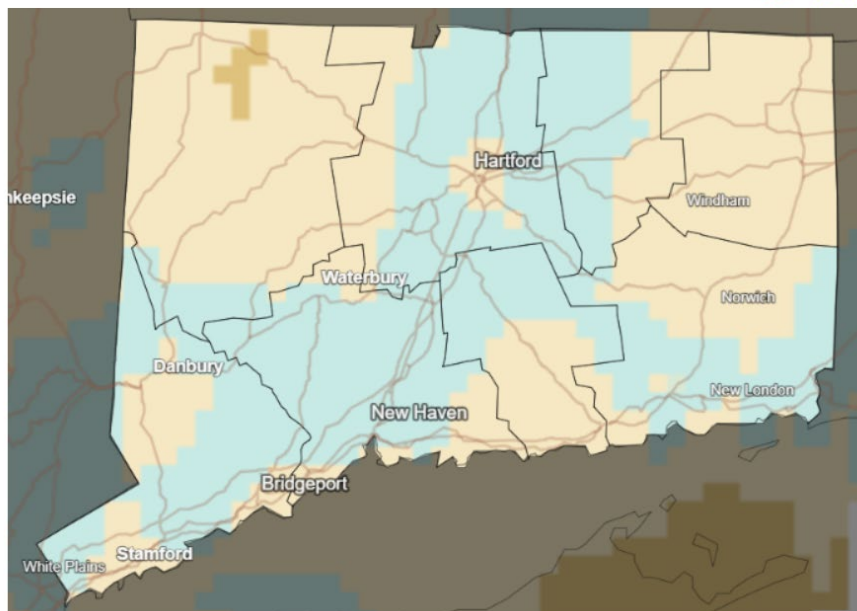 Hartford
nkeepsie
Windham
Waterbury
Norwich
Danbury
New London
New Haven
Bridgeport
Stamford
White Plains